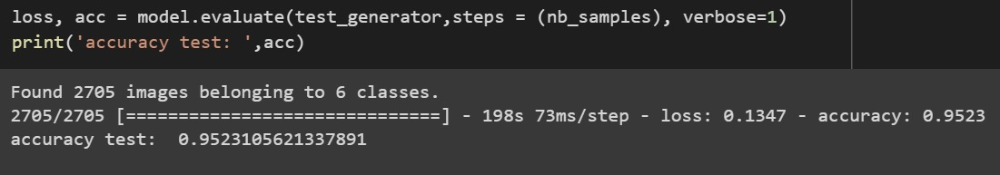 loss, acc = model.evaluate(test_generator,steps = (nb_samples), verbose=1)
print('accuracy test: ',acc)
Found 2705 images belonging to 6 classes.
2705/2705 [==============================] - 198s 73ms/step - loss: 0.1347 - accuracy: 0.9523
accuracy test:  0.9523105621337891